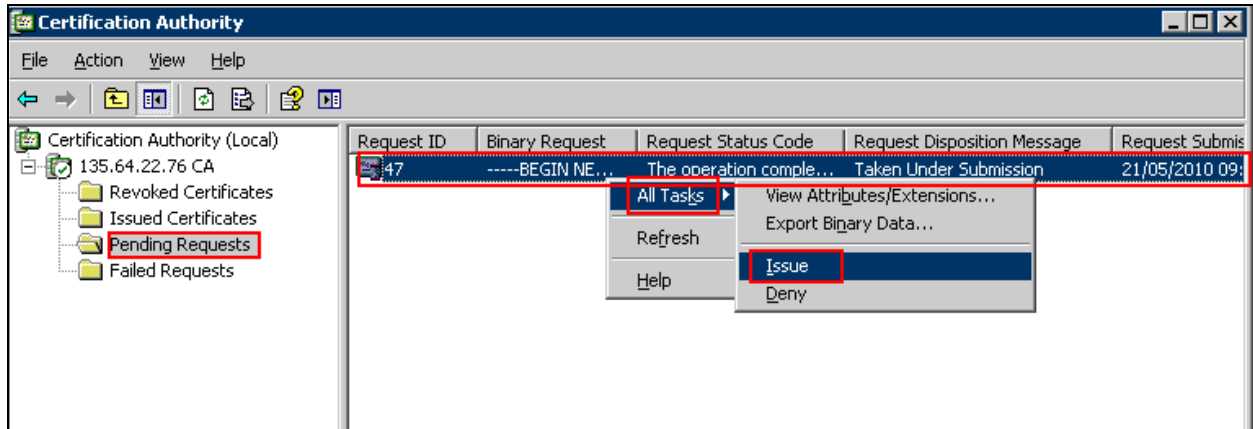 Certification Authority
File Action View Help
Certification Authority (Local)
135.64.22.76 CA
Revoked Certificates
Issued Certificates
Pending Requests
Failed Requests
Request ID Binary Request Request Status Code Request Disposition Message Request Submis
47 -----BEGIN NE... The operation comple... Taken Under Submission 21/05/2010 09:
All Tasks
Refresh
Help
View Attributes/Extensions...
Export Binary Data...
Issue
Deny